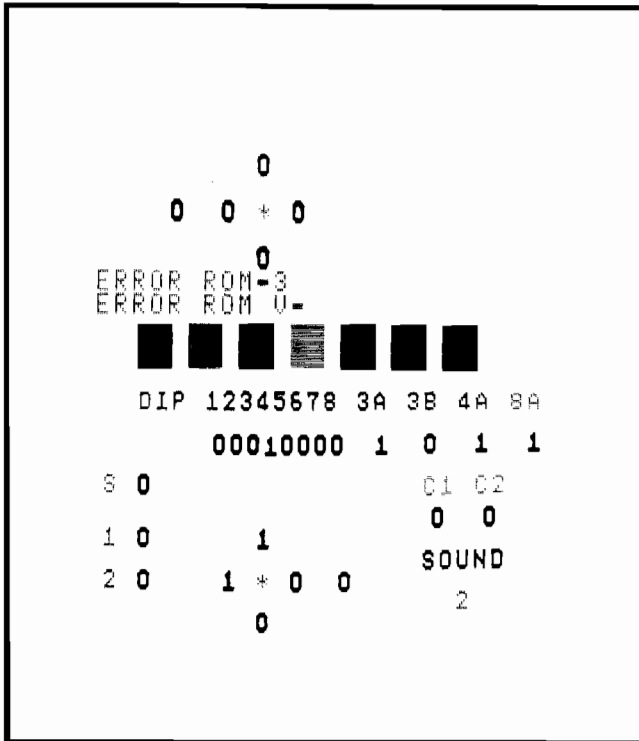 0
0 0 * 0
0
ERROR ROM-3
ERROR ROM V-
DIP 12345678 3A 3B 4A 8A
00010000 1 0 1 1
S 0 C1 C2
0 0
1 0 1
SOUND
2 0 1 * 0 0
2
0